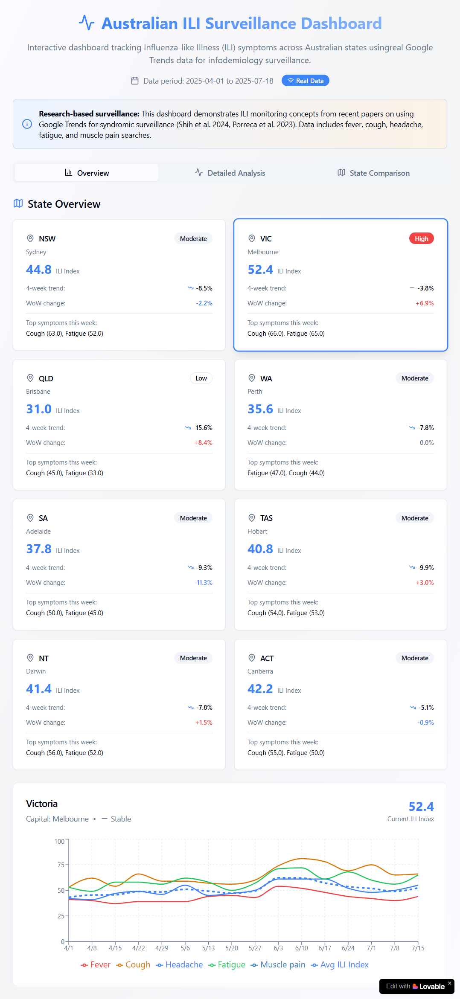 Australian ILI Surveillance Dashboard
Interactive dashboard tracking Influenza-like Illness (ILI) symptoms across Australian states usingreal Google
Trends data for infodemiology surveillance.
Data period: 2025-04-01 to 2025-07-18
Real Data
Research-based surveillance: This dashboard demonstrates ILI monitoring concepts from recent papers on using
Google Trends for syndromic surveillance (Shih et al. 2024, Porreca et al. 2023). Data includes fever, cough, headache,
fatigue, and muscle pain searches.
Overview
Detailed Analysis
State Comparison
State Overview
NSW
Moderate
Sydney
44.8 ILI Index
4-week trend: -8.5%
WoW change: -2.2%
Top symptoms this week:
Cough (63.0), Fatigue (52.0)
VIC
High
Melbourne
52.4 ILI Index
4-week trend: -3.8%
WoW change: +6.9%
Top symptoms this week:
Cough (66.0), Fatigue (65.0)
QLD
Low
Brisbane
31.0 ILI Index
4-week trend: -15.6%
WoW change: +8.4%
Top symptoms this week:
Cough (45.0), Fatigue (33.0)
WA
Moderate
Perth
35.6 ILI Index
4-week trend: -7.8%
WoW change: 0.0%
Top symptoms this week:
Fatigue (47.0), Cough (44.0)
SA
Moderate
Adelaide
37.8 ILI Index
4-week trend: -9.3%
WoW change: -11.3%
Top symptoms this week:
Cough (50.0), Fatigue (45.0)
TAS
Moderate
Hobart
40.8 ILI Index
4-week trend: -9.9%
WoW change: +3.0%
Top symptoms this week:
Cough (54.0), Fatigue (53.0)
NT
Moderate
Darwin
41.4 ILI Index
4-week trend: -7.8%
WoW change: +1.5%
Top symptoms this week:
Cough (56.0), Fatigue (52.0)
ACT
Moderate
Canberra
42.2 ILI Index
4-week trend: -5.1%
WoW change: -0.9%
Top symptoms this week:
Cough (55.0), Fatigue (50.0)
Victoria
Capital: Melbourne • Stable
52.4
Current ILI Index
100
75
50
25
0
4/1 4/8 4/15 4/22 4/29 5/6 5/13 5/20 5/27 6/3 6/10 6/17 6/24 7/1 7/8 7/15
Fever Cough Headache Fatigue Muscle pain Avg ILI Index
Edit with Lovable ×